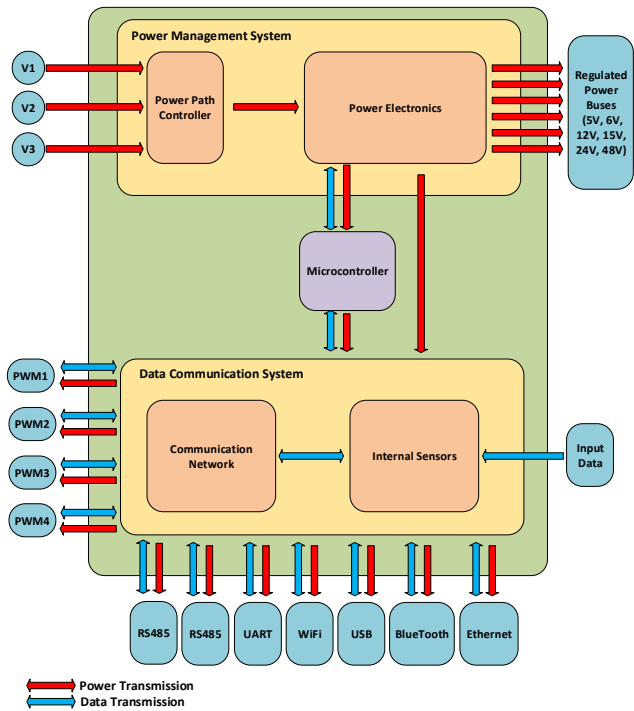 Power Management System
V1
V2
V3
Power Path
Controller
Power Electronics
Regulated
Power
Buses
(5V, 6V,
12V, 15V,
24V, 48V)
Microcontroller
Data Communication System
PWM1
PWM2
PWM3
PWM4
Communication
Network
Internal Sensors
Input
Data
RS485
RS485
UART
WiFi
USB
BlueTooth
Ethernet
Power Transmission
Data Transmission